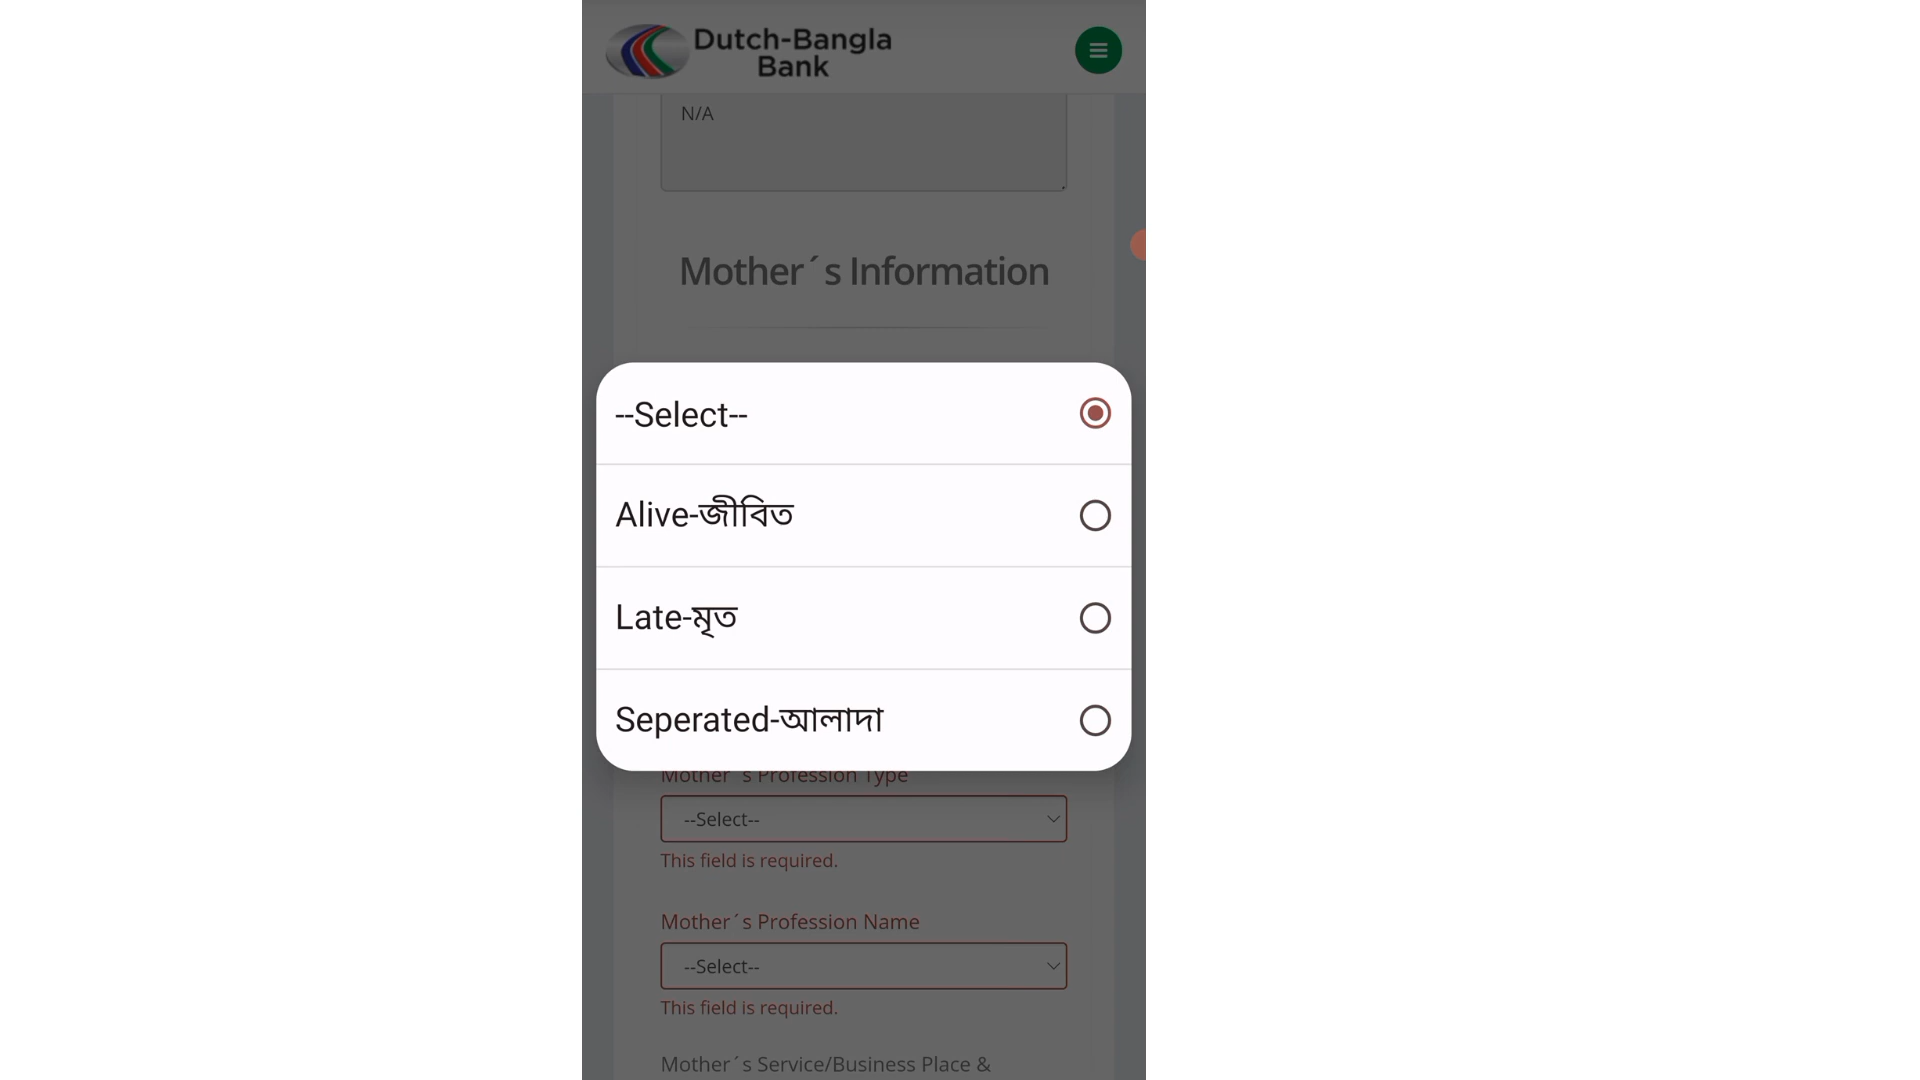 Dutch-Bangla
Bank
N/A
Mother´s Information
--Select--
Alive-জীবিত
Late-মৃত
Seperated-আলাদা
Mother´s Profession Type
--Select--
This field is required.
Mother´s Profession Name
--Select--
This field is required.
Mother´s Service/Business Place &